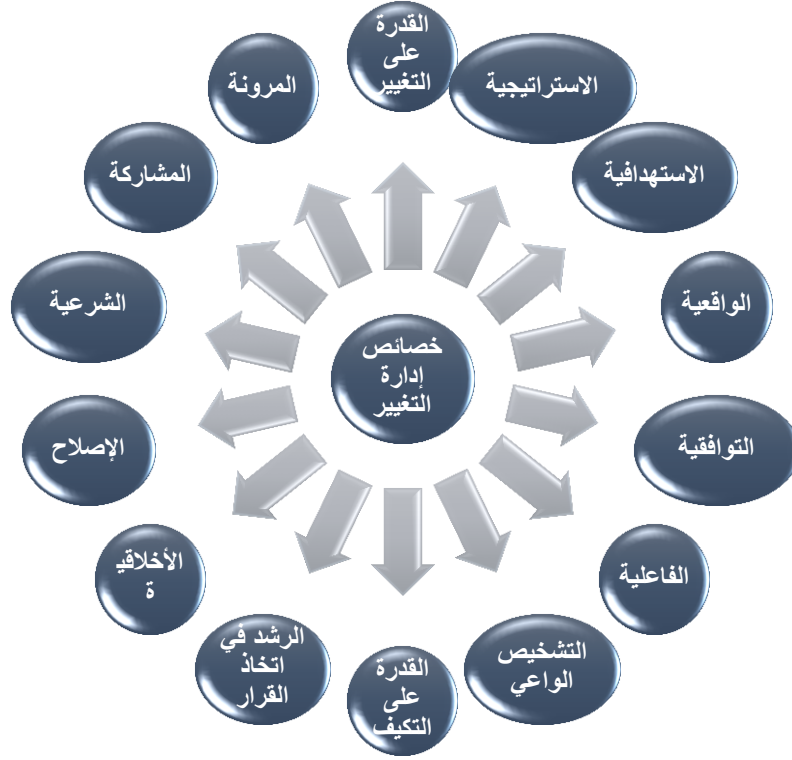 القدرة
على
التغيير
الاستراتيجية
الاستهدافية
الواقعية
التوافقية
الفاعلية
التشخيص
الواعي
القدرة
على
التكيف
الرشد في
اتخاذ
القرار
الأخلاقي
ة
الإصلاح
الشرعية
المشاركة
المرونة
خصائص
إدارة
التغيير